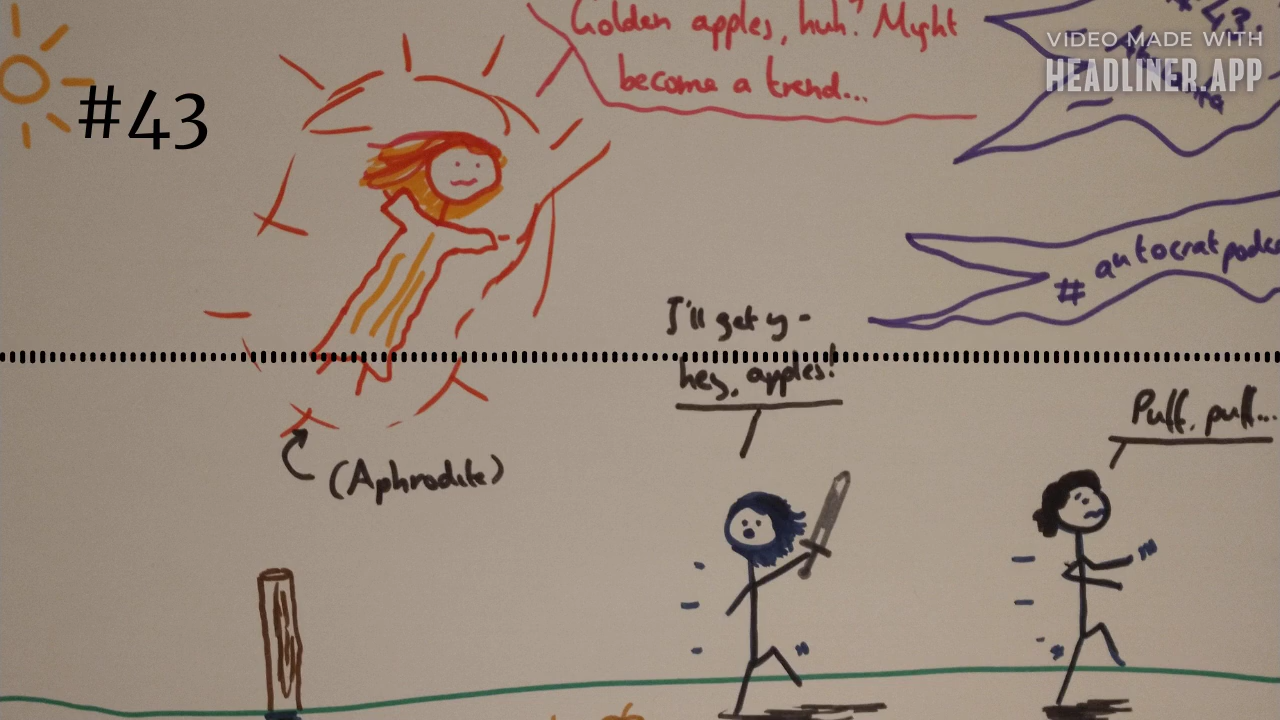 Golden apples, huh? Might
become a trend...
VIDEO MADE WITH
HEADLINER.APP
#43
#autocratpodc
I'll get y-
hey, apples!
Puff, puff...
(Aphrodite)